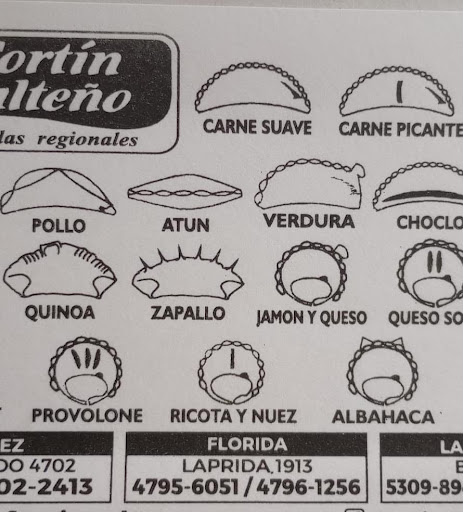 ortín
lteño
das regionales
CARNE SUAVE CARNE PICANTE
POLLO ATUN VERDURA CHOCLO
QUINOA ZAPALLO JAMON Y QUESO QUESO SO
PROVOLONE RICOTA Y NUEZ ALBAHACA
EZ FLORIDA LA
DO 4702 LAPRIDA 1913 E
02-2413 4795-6051 / 4796-1256 5309-89